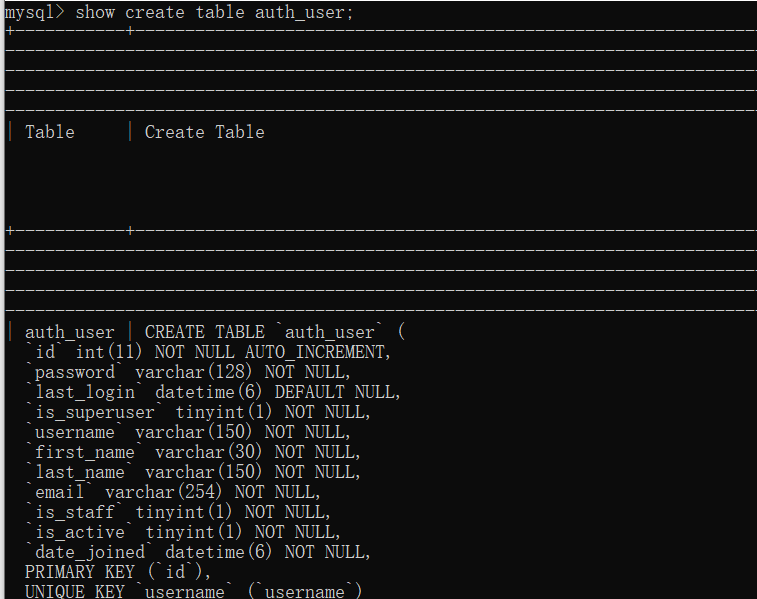 mysql> show create table auth_user;
+-----------+--------------------------------------------------------------
---------------------------------------------------------------------------
---------------------------------------------------------------------------
---------------------------------------------------------------------------
---------------------------------------------------------------------------
| Table     | Create Table
+-----------+--------------------------------------------------------------
---------------------------------------------------------------------------
---------------------------------------------------------------------------
---------------------------------------------------------------------------
---------------------------------------------------------------------------
| auth_user | CREATE TABLE `auth_user` (
  `id` int(11) NOT NULL AUTO_INCREMENT,
  `password` varchar(128) NOT NULL,
  `last_login` datetime(6) DEFAULT NULL,
  `is_superuser` tinyint(1) NOT NULL,
  `username` varchar(150) NOT NULL,
  `first_name` varchar(30) NOT NULL,
  `last_name` varchar(150) NOT NULL,
  `email` varchar(254) NOT NULL,
  `is_staff` tinyint(1) NOT NULL,
  `is_active` tinyint(1) NOT NULL,
  `date_joined` datetime(6) NOT NULL,
  PRIMARY KEY (`id`),
  UNIQUE KEY `username` (`username`)